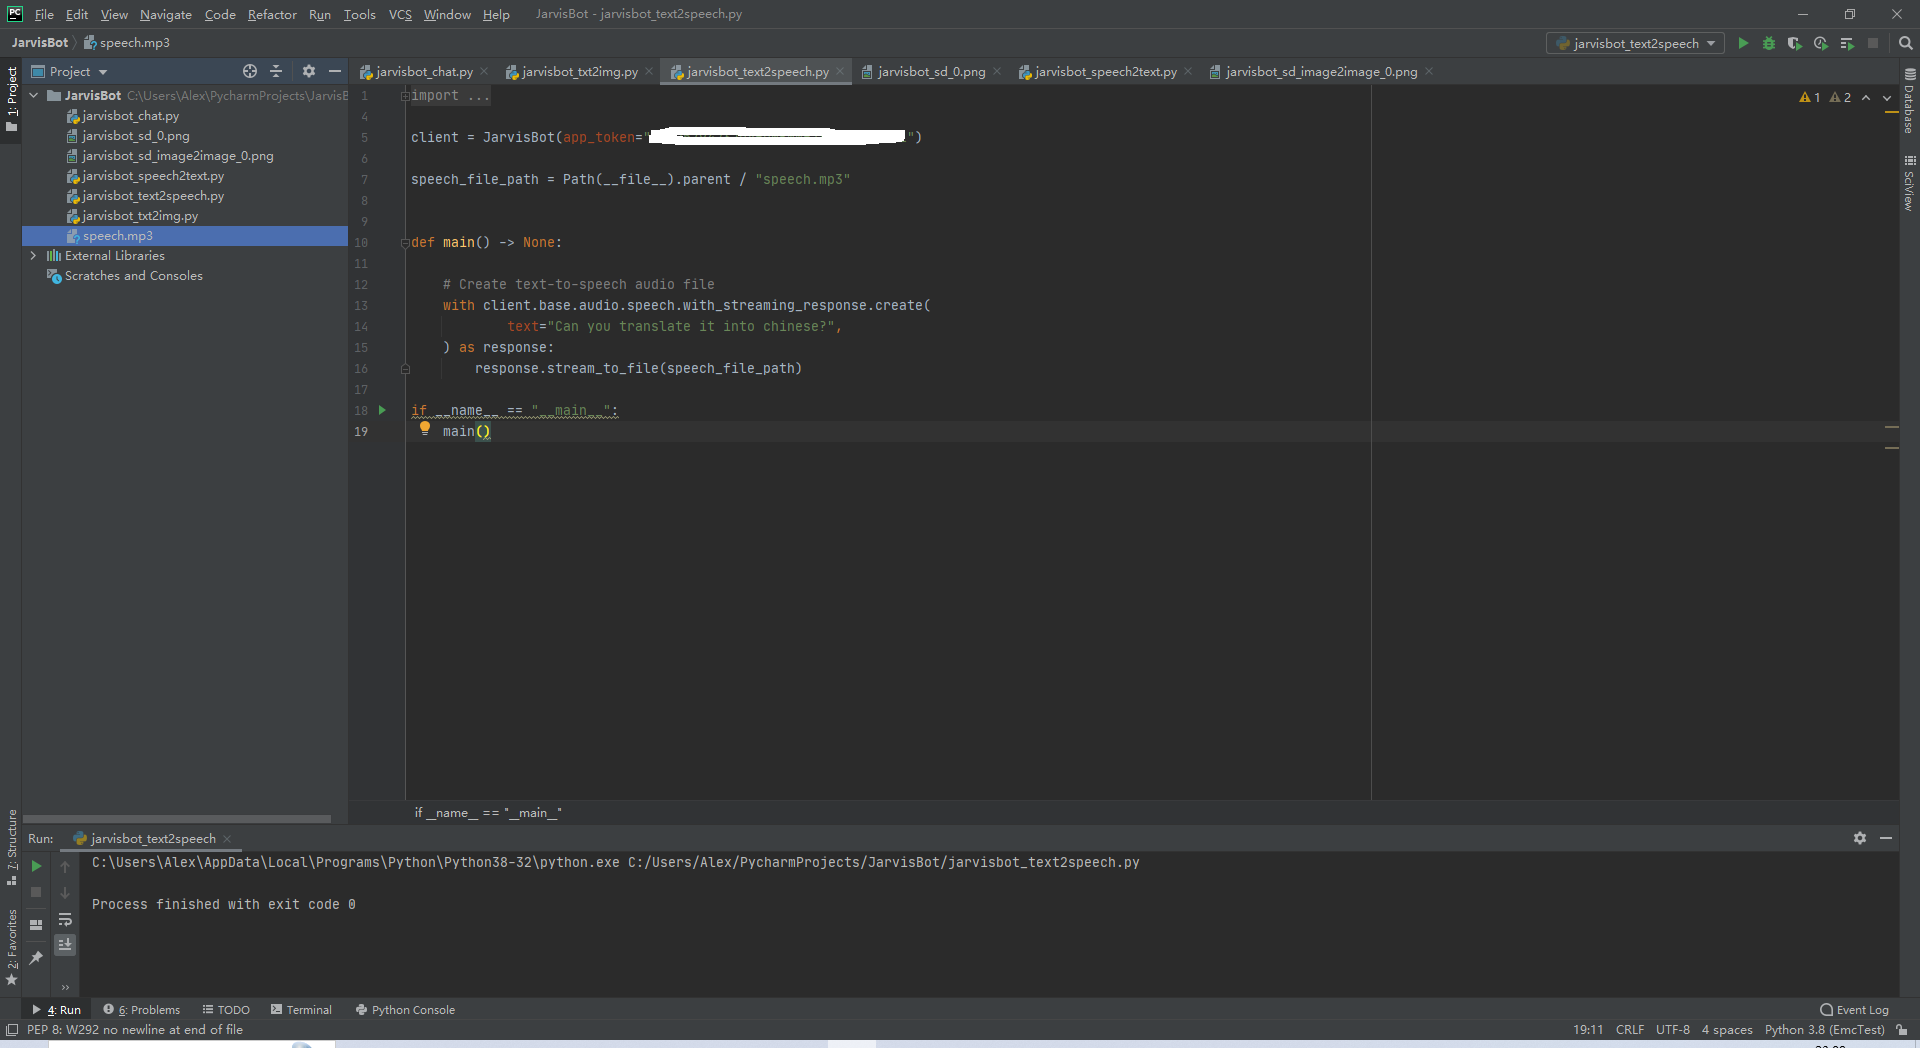 PC File Edit View Navigate Code Refactor Run Tools VCS Window Help JarvisBot - jarvisbot_text2speech.py
JarvisBot speech.mp3 jarvisbot_text2speech
1: Project
Project
jarvisbot_chat.py jarvisbot_txt2img.py jarvisbot_text2speech.py jarvisbot_sd_0.png jarvisbot_speech2text.py jarvisbot_sd_image2image_0.png
JarvisBot C:\Users\Alex\PycharmProjects\JarvisB
jarvisbot_chat.py
jarvisbot_sd_0.png
jarvisbot_sd_image2image_0.png
jarvisbot_speech2text.py
jarvisbot_text2speech.py
jarvisbot_txt2img.py
speech.mp3
External Libraries
Scratches and Consoles
1 import ...
4
5 client = JarvisBot(app_token=" ")
6
7 speech_file_path = Path(__file__).parent / "speech.mp3"
8
9
10 def main() -> None:
11
12 # Create text-to-speech audio file
13 with client.base.audio.speech.with_streaming_response.create(
14 text="Can you translate it into chinese?",
15 ) as response:
16 response.stream_to_file(speech_file_path)
17
18 if __name__ == "__main__":
19 main()
1 2
Database
SciView
if __name__ == "__main__"
7: Structure
2: Favorites
Run: jarvisbot_text2speech
C:\Users\Alex\AppData\Local\Programs\Python\Python38-32\python.exe C:/Users/Alex/PycharmProjects/JarvisBot/jarvisbot_text2speech.py
Process finished with exit code 0
4: Run 6: Problems TODO Terminal Python Console Event Log
PEP 8: W292 no newline at end of file 19:11 CRLF UTF-8 4 spaces Python 3.8 (EmcTest)